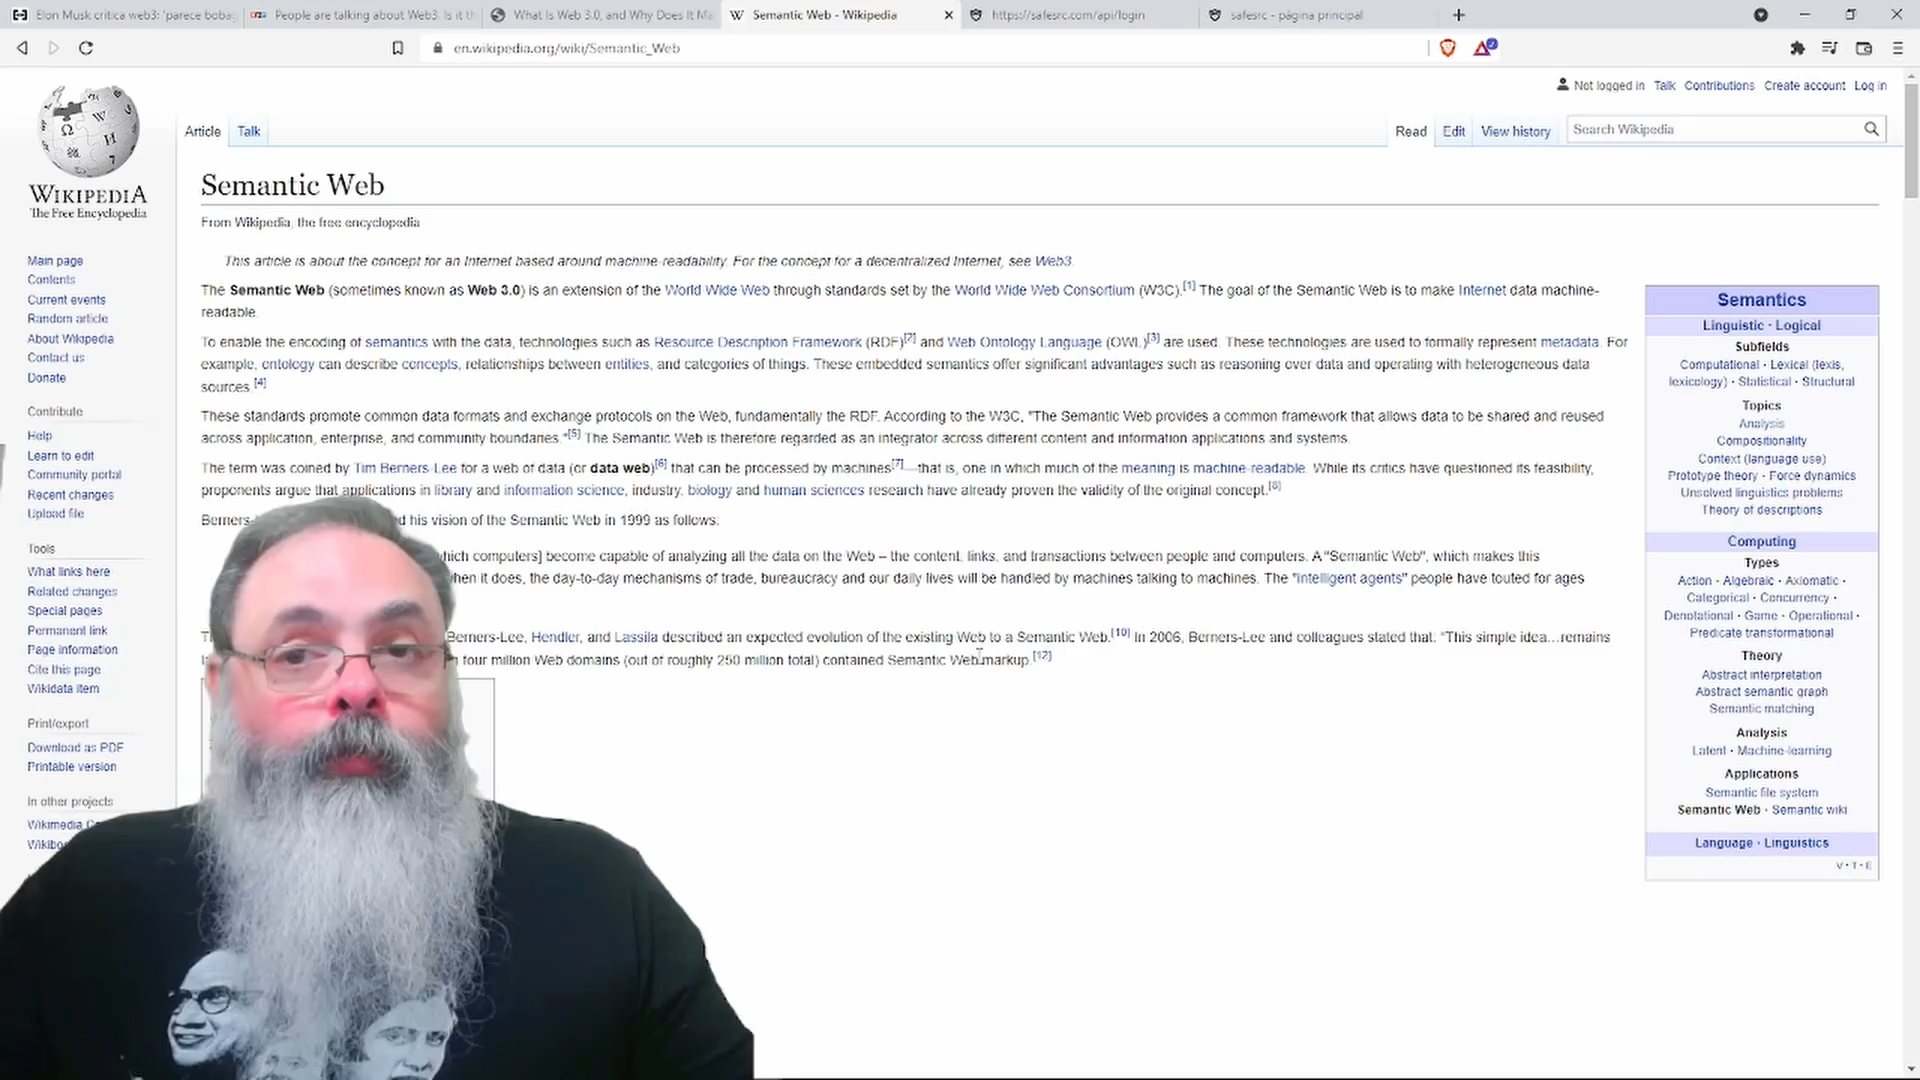 Elon Musk critica web3: 'parece boba
People are talking about Web3. Is it th
What Is Web 3.0, and Why Does It Ma
Semantic Web - Wikipedia
https://safesrc.com/api/login
safesrc - página principal
en.wikipedia.org/wiki/Semantic_Web
Not logged in Talk Contributions Create account Log in
Article Talk
Read Edit View history
Search Wikipedia
WIKIPEDIA
The Free Encyclopedia
Main page
Contents
Current events
Random article
About Wikipedia
Contact us
Donate
Contribute
Help
Learn to edit
Community portal
Recent changes
Upload file
Tools
What links here
Related changes
Special pages
Permanent link
Page information
Cite this page
Wikidata item
Print/export
Download as PDF
Printable version
In other projects
Wikimedia
Semantic Web
From Wikipedia, the free encyclopedia
This article is about the concept for an Internet based around machine-readability. For the concept for a decentralized Internet, see Web3.
The Semantic Web (sometimes known as Web 3.0) is an extension of the World Wide Web through standards set by the World Wide Web Consortium (W3C).[1] The goal of the Semantic Web is to make Internet data machine-
readable.
To enable the encoding of semantics with the data, technologies such as Resource Description Framework (RDF)[2] and Web Ontology Language (OWL)[3] are used. These technologies are used to formally represent metadata. For
example, ontology can describe concepts, relationships between entities, and categories of things. These embedded semantics offer significant advantages such as reasoning over data and operating with heterogeneous data
sources.[4]
These standards promote common data formats and exchange protocols on the Web, fundamentally the RDF. According to the W3C, "The Semantic Web provides a common framework that allows data to be shared and reused
across application, enterprise, and community boundaries."[5] The Semantic Web is therefore regarded as an integrator across different content and information applications and systems.
The term was coined by Tim Berners-Lee for a web of data (or data web)[6] that can be processed by machines[7]—that is, one in which much of the meaning is machine-readable. While its critics have questioned its feasibility,
proponents argue that applications in library and information science, industry, biology and human sciences research have already proven the validity of the original concept.[8]
Berners- d his vision of the Semantic Web in 1999 as follows:
which computers] become capable of analyzing all the data on the Web – the content, links, and transactions between people and computers. A "Semantic Web", which makes this
when it does, the day-to-day mechanisms of trade, bureaucracy and our daily lives will be handled by machines talking to machines. The "intelligent agents" people have touted for ages
Berners-Lee, Hendler, and Lassila described an expected evolution of the existing Web to a Semantic Web.[10] In 2006, Berners-Lee and colleagues stated that: "This simple idea…remains
four million Web domains (out of roughly 250 million total) contained Semantic Web markup.[12]
Semantics
Linguistic · Logical
Subfields
Computational · Lexical (lexis,
lexicology) · Statistical · Structural
Topics
Analysis
Compositionality
Context (language use)
Prototype theory · Force dynamics
Unsolved linguistics problems
Theory of descriptions
Computing
Types
Action · Algebraic · Axiomatic ·
Categorical · Concurrency ·
Denotational · Game · Operational ·
Predicate transformational
Theory
Abstract interpretation
Abstract semantic graph
Semantic matching
Analysis
Latent · Machine-learning
Applications
Semantic file system
Semantic Web · Semantic wiki
Language · Linguistics
V · T · E